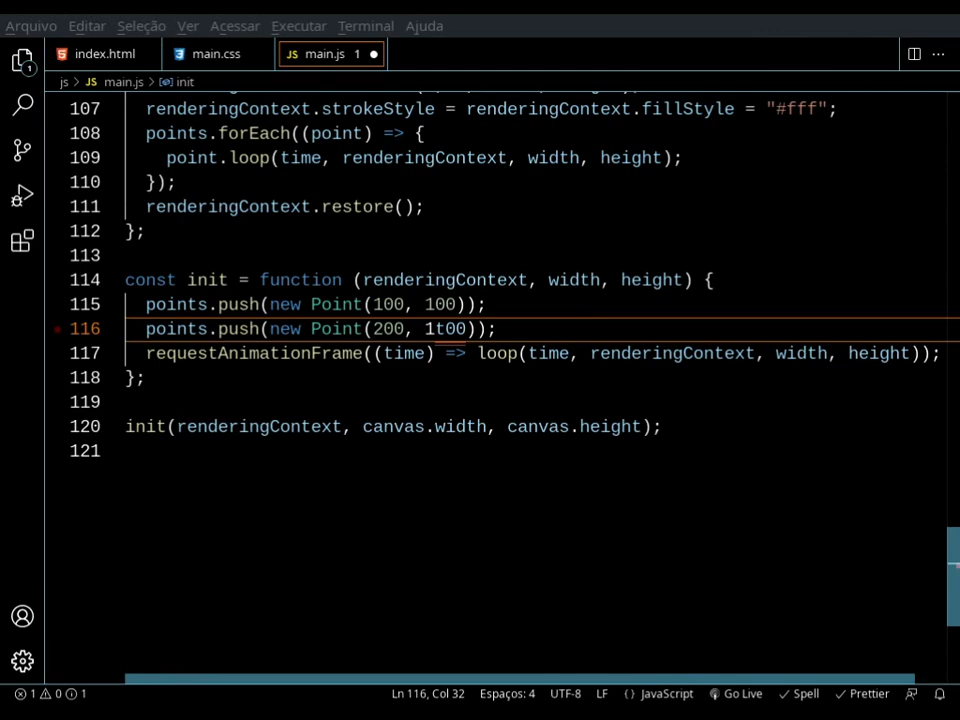 Arquivo Editar Seleção Ver Acessar Executar Terminal Ajuda
index.html main.css JS main.js 1
js > JS main.js > init
107 renderingContext.strokeStyle = renderingContext.fillStyle = "#fff";
108 points.forEach((point) => {
109 point.loop(time, renderingContext, width, height);
110 });
111 renderingContext.restore();
112 };
113
114 const init = function (renderingContext, width, height) {
115 points.push(new Point(100, 100));
116 points.push(new Point(200, 1t00));
117 requestAnimationFrame((time) => loop(time, renderingContext, width, height));
118 };
119
120 init(renderingContext, canvas.width, canvas.height);
121
1 0 1 Ln 116, Col 32 Espaços: 4 UTF-8 LF {} JavaScript Go Live Spell Prettier